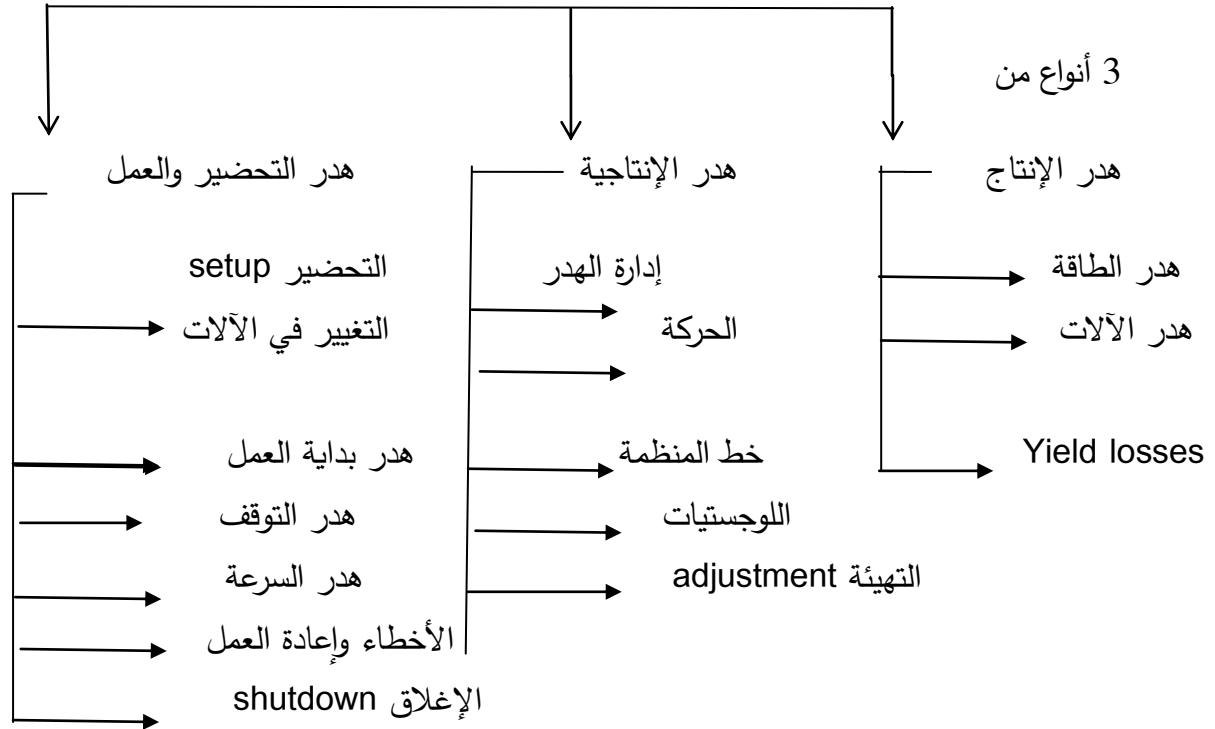 3 أنواع من
هدر الإنتاج
هدر الطاقة
هدر الآلات
Yield losses
هدر الإنتاجية
إدارة الهدر
الحركة
خط المنظمة
اللوجستيات
التهيئة adjustment
هدر التحضير والعمل
التحضير setup
التغيير في الآلات
هدر بداية العمل
هدر التوقف
هدر السرعة
الأخطاء وإعادة العمل
الإغلاق shutdown